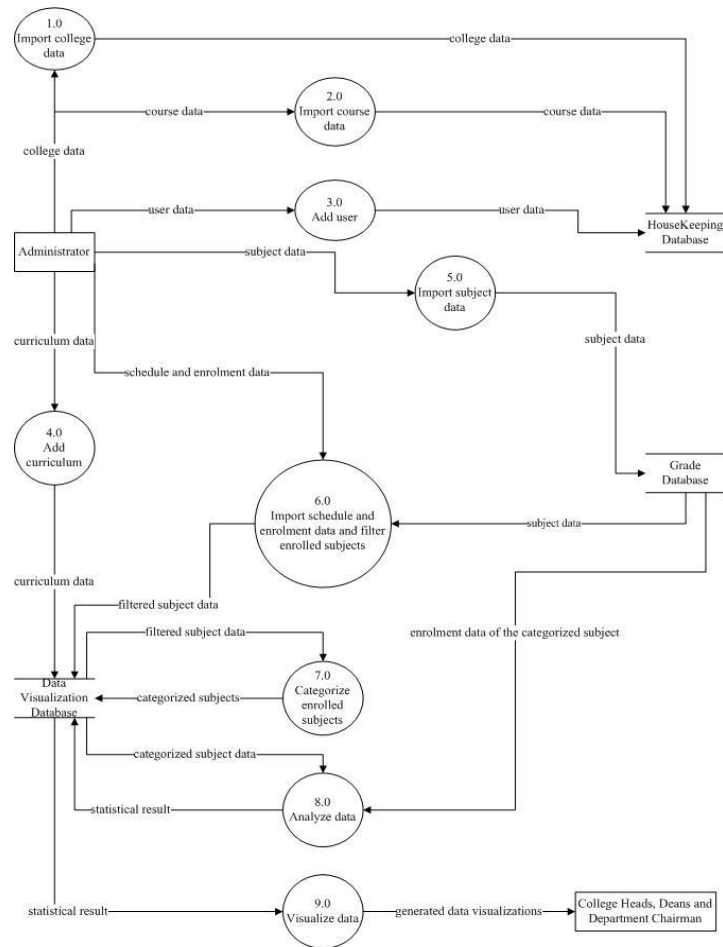 1.0
Import college
data
college data
2.0
Import course
data
course data
course data
college data
3.0
Add user
user data
user data
HouseKeeping
Database
Administrator
subject data
5.0
Import subject
data
curriculum data
subject data
schedule and enrolment data
4.0
Add
curriculum
Grade
Database
6.0
Import schedule and
enrolment data and filter
enrolled subjects
subject data
curriculum data
filtered subject data
filtered subject data
enrolment data of the categorized subject
7.0
Categorize
enrolled
subjects
Data
Visualization
Database
categorized subjects
categorized subject data
8.0
Analyze data
statistical result
9.0
Visualize data
statistical result
generated data visualizations
College Heads, Deans and
Department Chairman